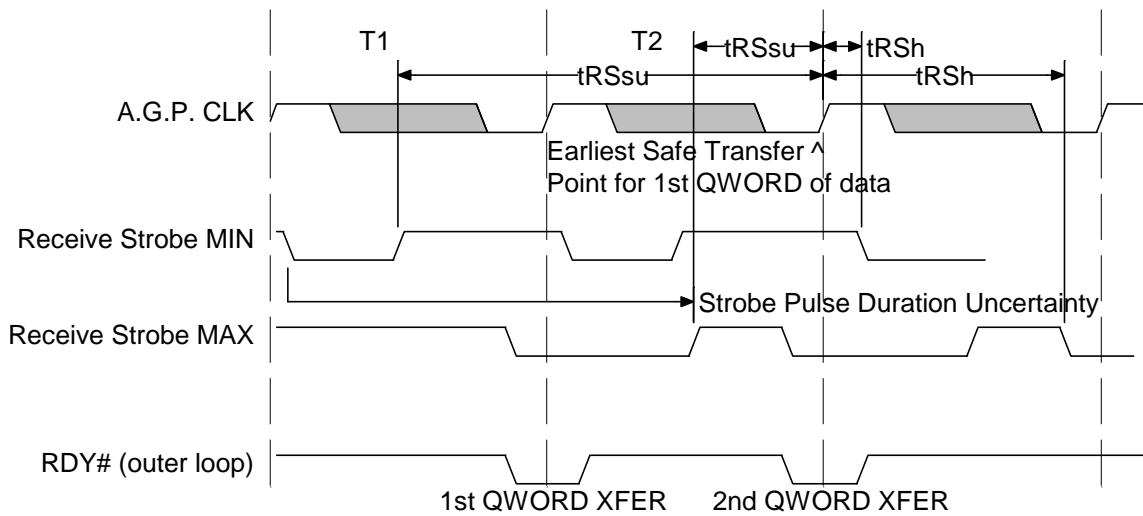 T1
T2
tRSsu
tRSh
tRSsu
tRSh
A.G.P. CLK
Earliest Safe Transfer ^
Point for 1st QWORD of data
Receive Strobe MIN
Strobe Pulse Duration Uncertainty
Receive Strobe MAX
RDY# (outer loop)
1st QWORD XFER
2nd QWORD XFER